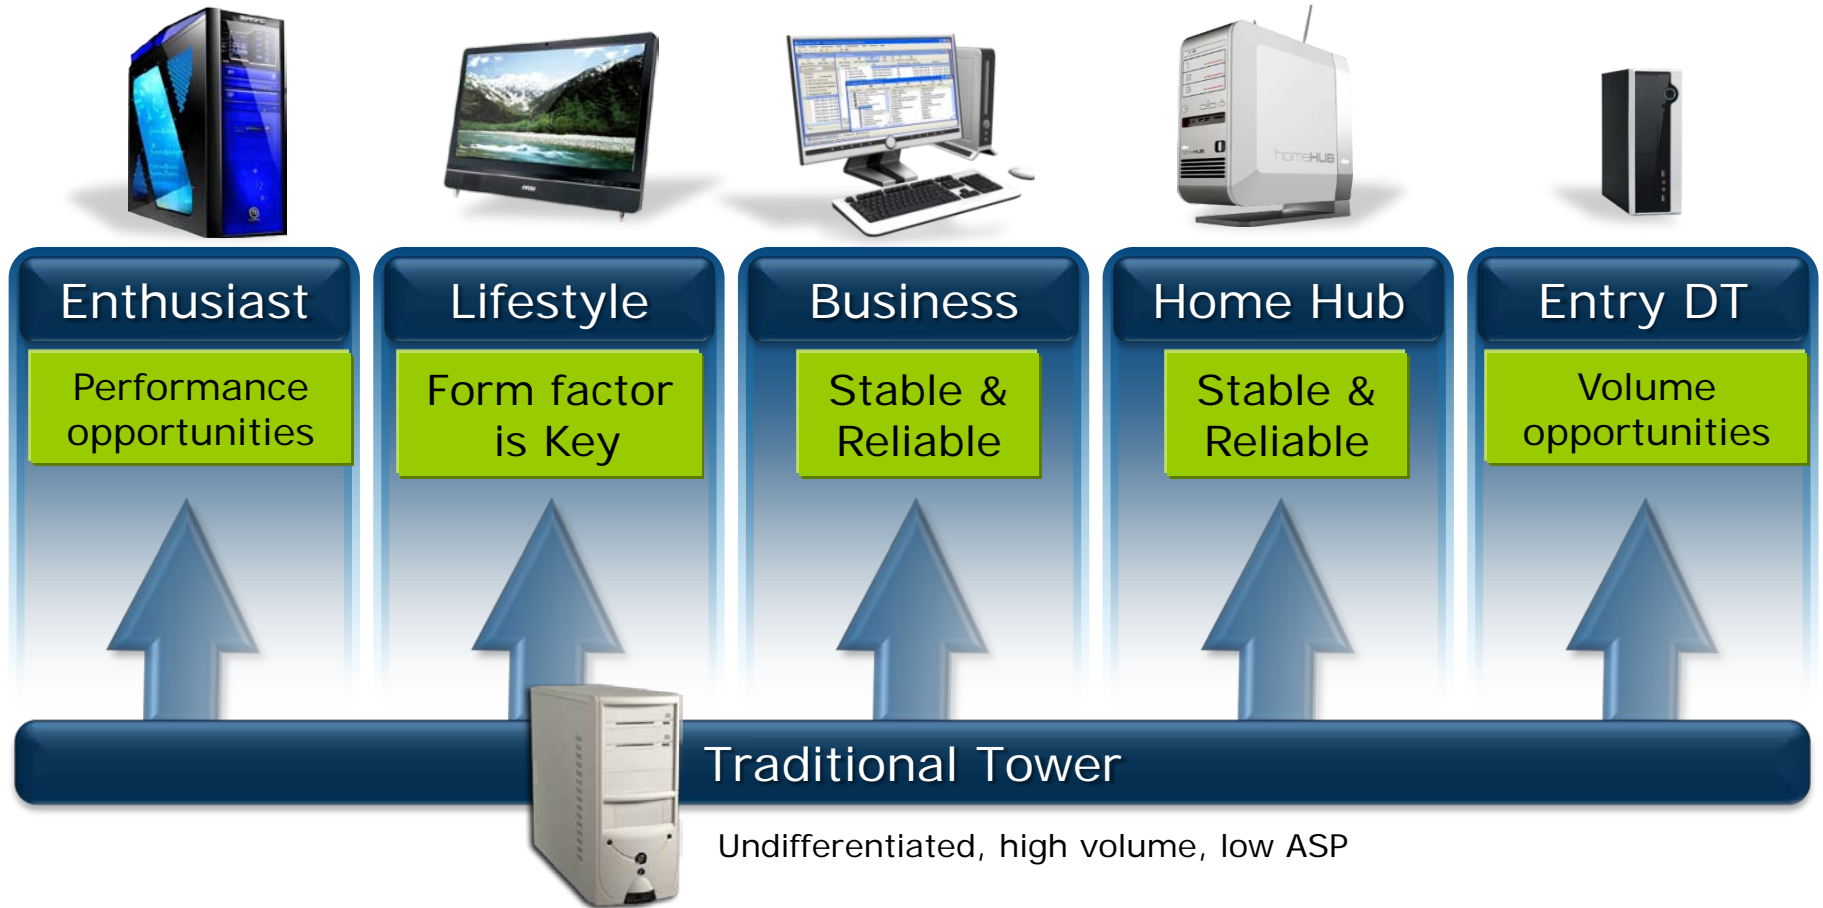 homeHUB
Enthusiast
Lifestyle
Business
Home Hub
Entry DT
Performance
opportunities
Form factor
is Key
Stable &
Reliable
Stable &
Reliable
Volume
opportunities
Traditional Tower
Undifferentiated, high volume, low ASP